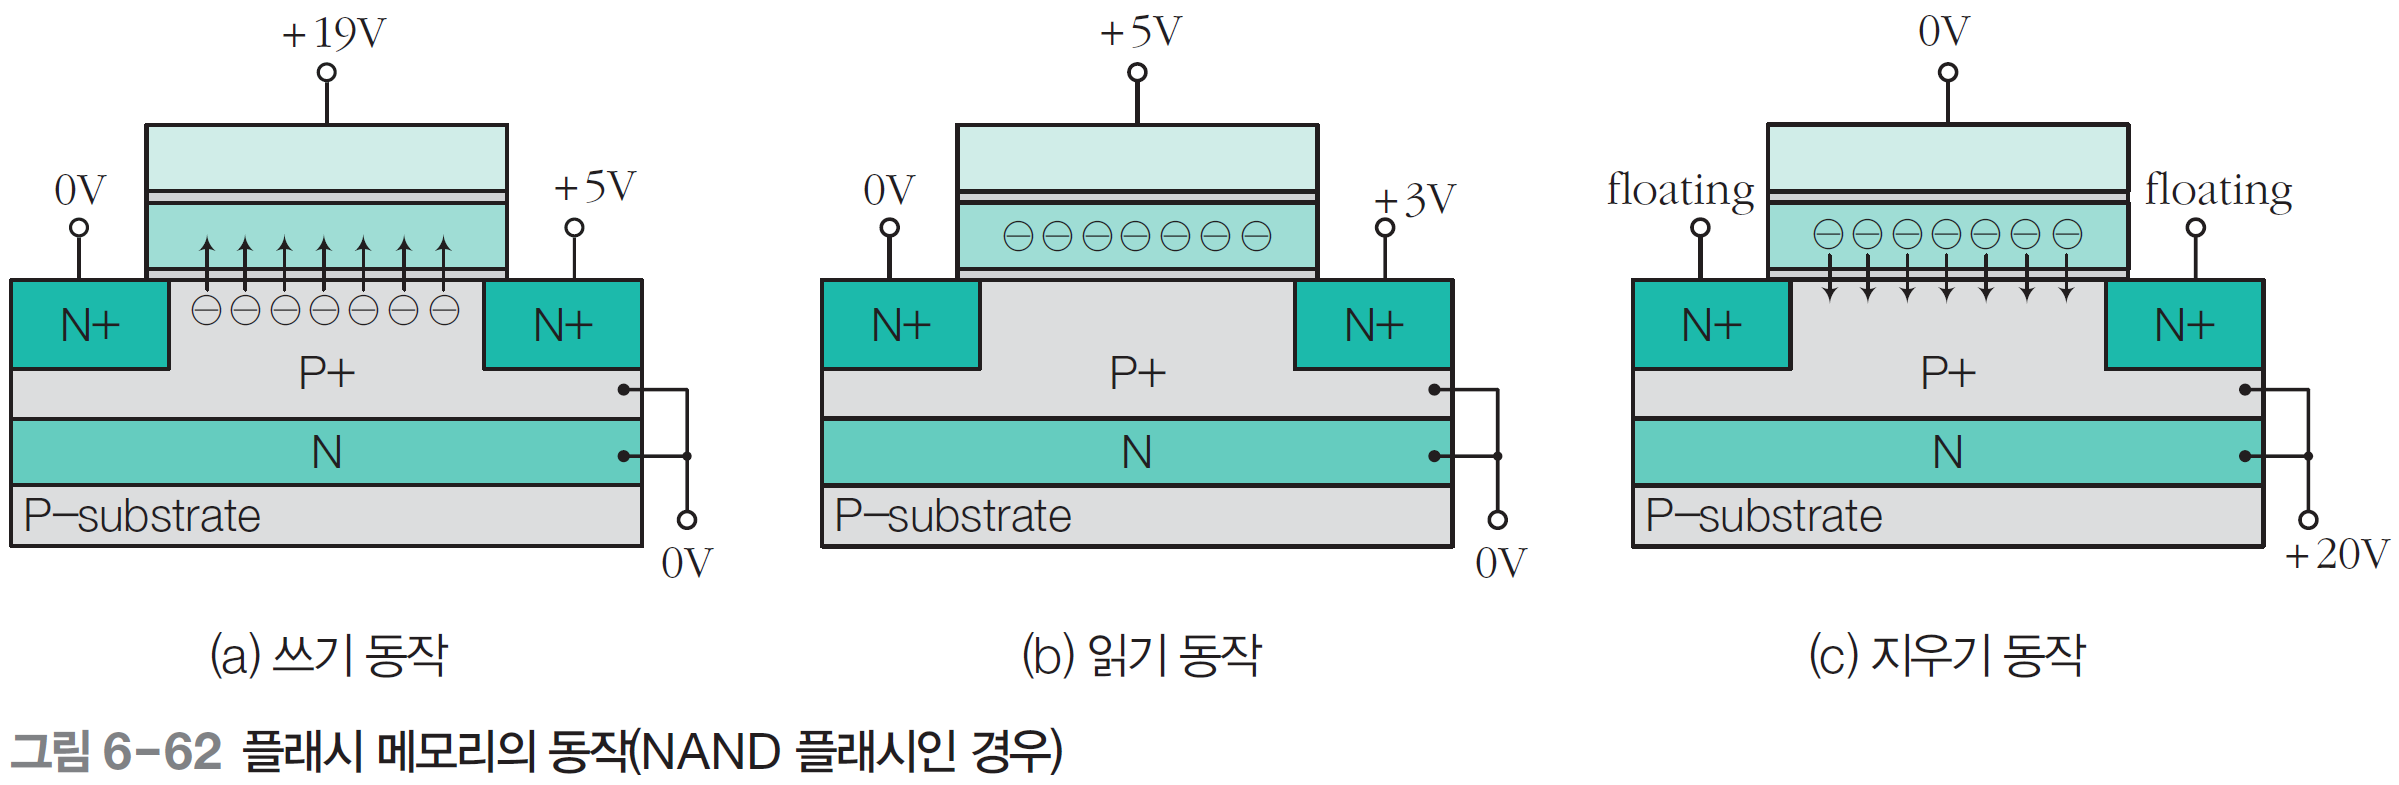 +19V
0V
+5V
N+
N+
P+
N
P-substrate
0V
(a) 쓰기 동작
+5V
0V
+3V
N+
N+
P+
N
P-substrate
0V
(b) 읽기 동작
0V
floating
floating
N+
N+
P+
N
P-substrate
+20V
(c) 지우기 동작
그림 6-62 플래시 메모리의 동작(NAND 플래시인 경우)